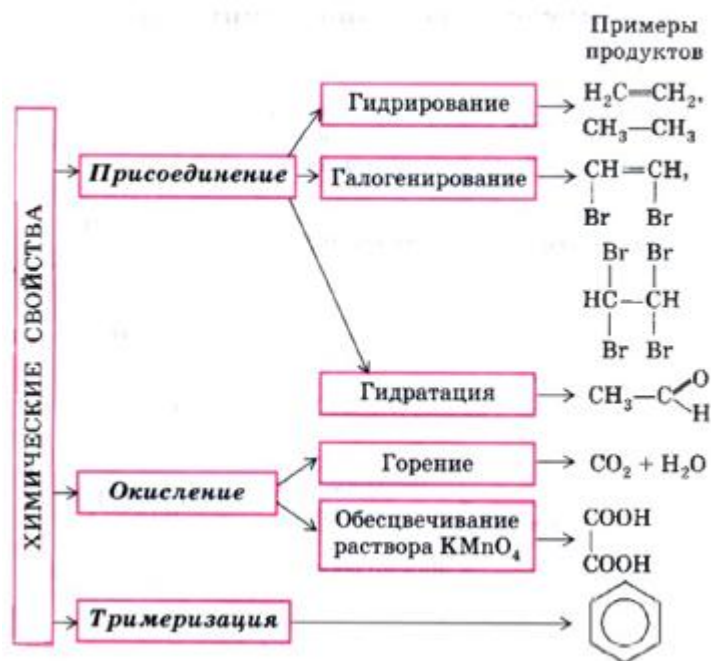 Примеры
продуктов
ХИМИЧЕСКИЕ СВОЙСТВА
Присоединение
Гидрирование
H₂C=CH₂,
CH₃—CH₃
Галогенирование
CH=CH,
Br Br
Br Br
HC—CH
Br Br
Гидратация
CH₃—C
O
H
Окисление
Горение
CO₂ + H₂O
Обесцвечивание
раствора KMnO₄
COOH
COOH
Тримеризация